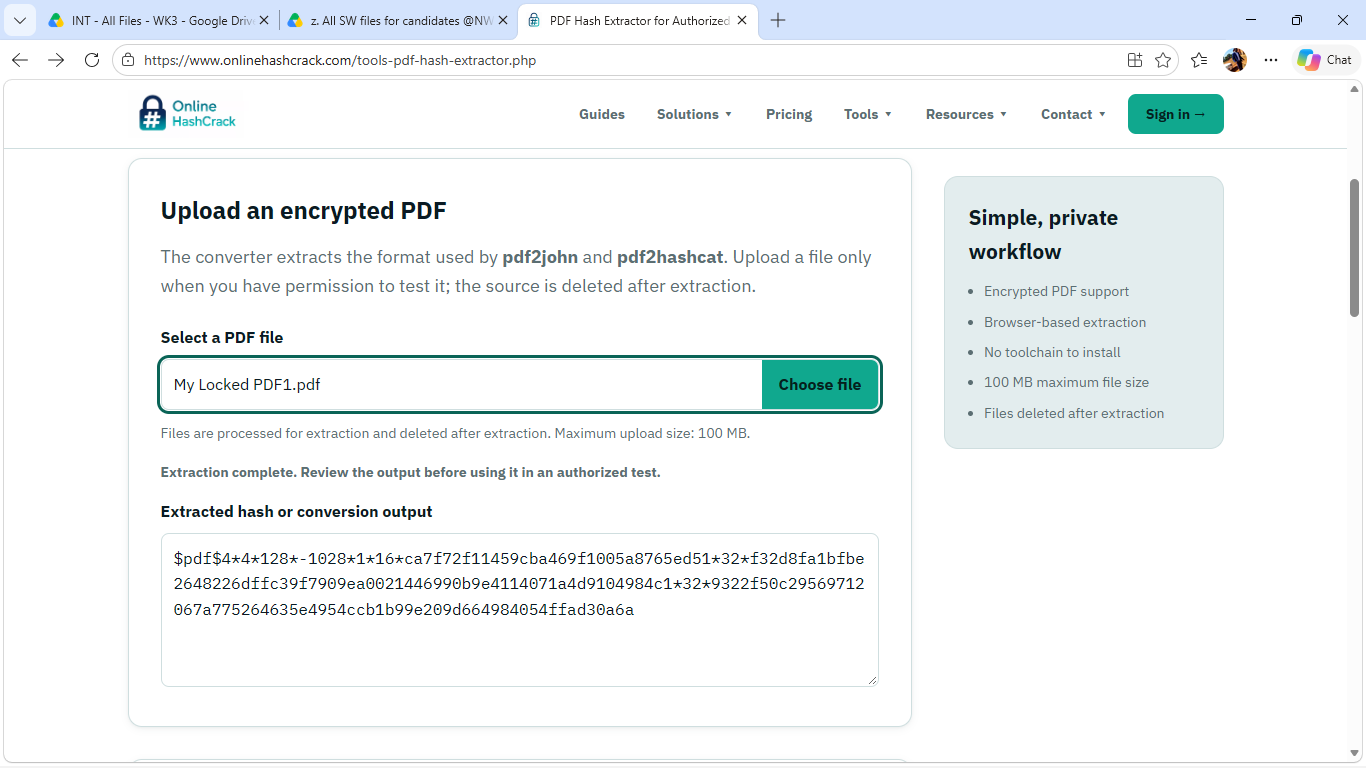 INT - All Files - WK3 - Google Drive
z. All SW files for candidates @NW
PDF Hash Extractor for Authorized
https://www.onlinehashcrack.com/tools-pdf-hash-extractor.php
Chat
Online
HashCrack
#
Guides
Solutions
Pricing
Tools
Resources
Contact
Sign in →
Upload an encrypted PDF
The converter extracts the format used by pdf2john and pdf2hashcat. Upload a file only
when you have permission to test it; the source is deleted after extraction.
Select a PDF file
My Locked PDF1.pdf
Choose file
Files are processed for extraction and deleted after extraction. Maximum upload size: 100 MB.
Extraction complete. Review the output before using it in an authorized test.
Extracted hash or conversion output
$pdf$4*4*128*-1028*1*16*ca7f72f11459cba469f1005a8765ed51*32*f32d8fa1bfbe
2648226dffc39f7909ea0021446990b9e4114071a4d9104984c1*32*9322f50c29569712
067a775264635e4954ccb1b99e209d664984054ffad30a6a
Simple, private
workflow
Encrypted PDF support
Browser-based extraction
No toolchain to install
100 MB maximum file size
Files deleted after extraction